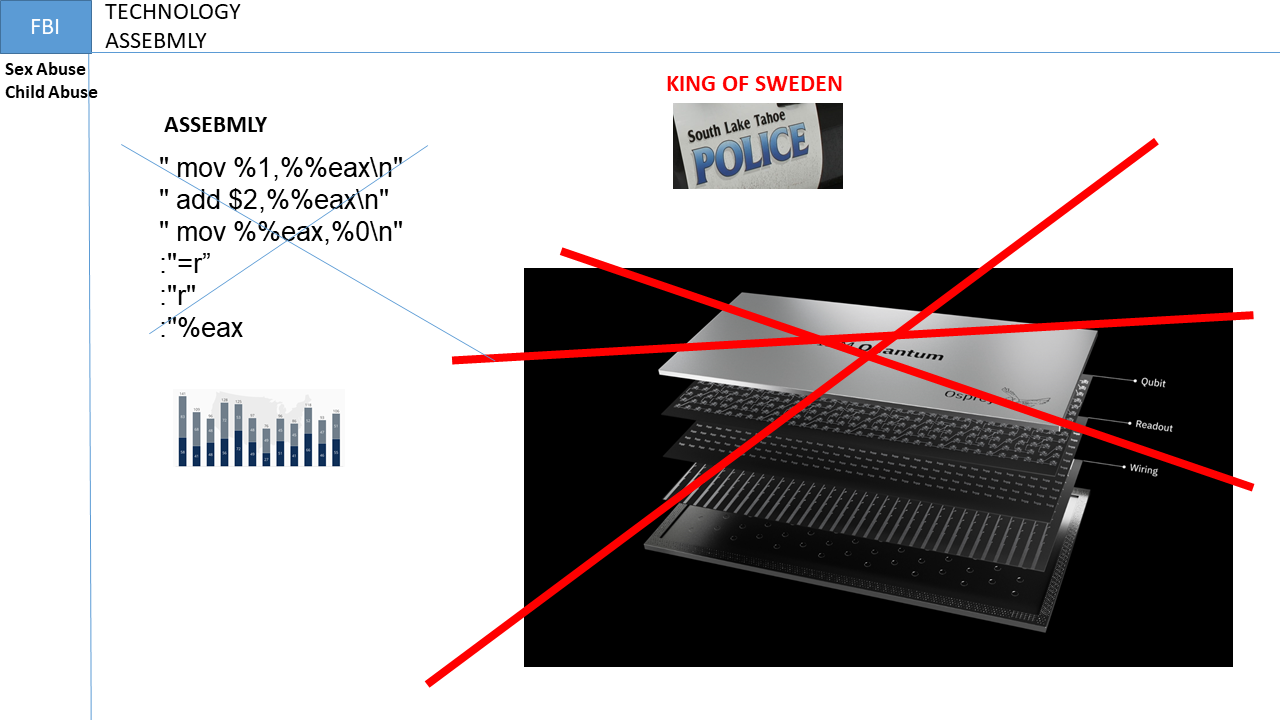 FBI
TECHNOLOGY
ASSEBMLY
Sex Abuse
Child Abuse
KING OF SWEDEN
South Lake Tahoe
POLICE
ASSEBMLY
" mov %1,%%eax\n"
" add $2,%%eax\n"
" mov %%eax,%0\n"
:"=r”
:"r"
:"%eax
Quantum
Osprey
Qubit
Readout
Wiring